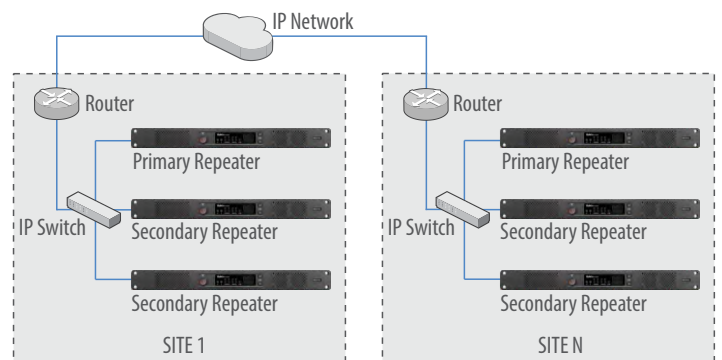 IP Network
Router
Primary Repeater
IP Switch
Secondary Repeater
Secondary Repeater
SITE 1
Router
Primary Repeater
IP Switch
Secondary Repeater
Secondary Repeater
SITE N